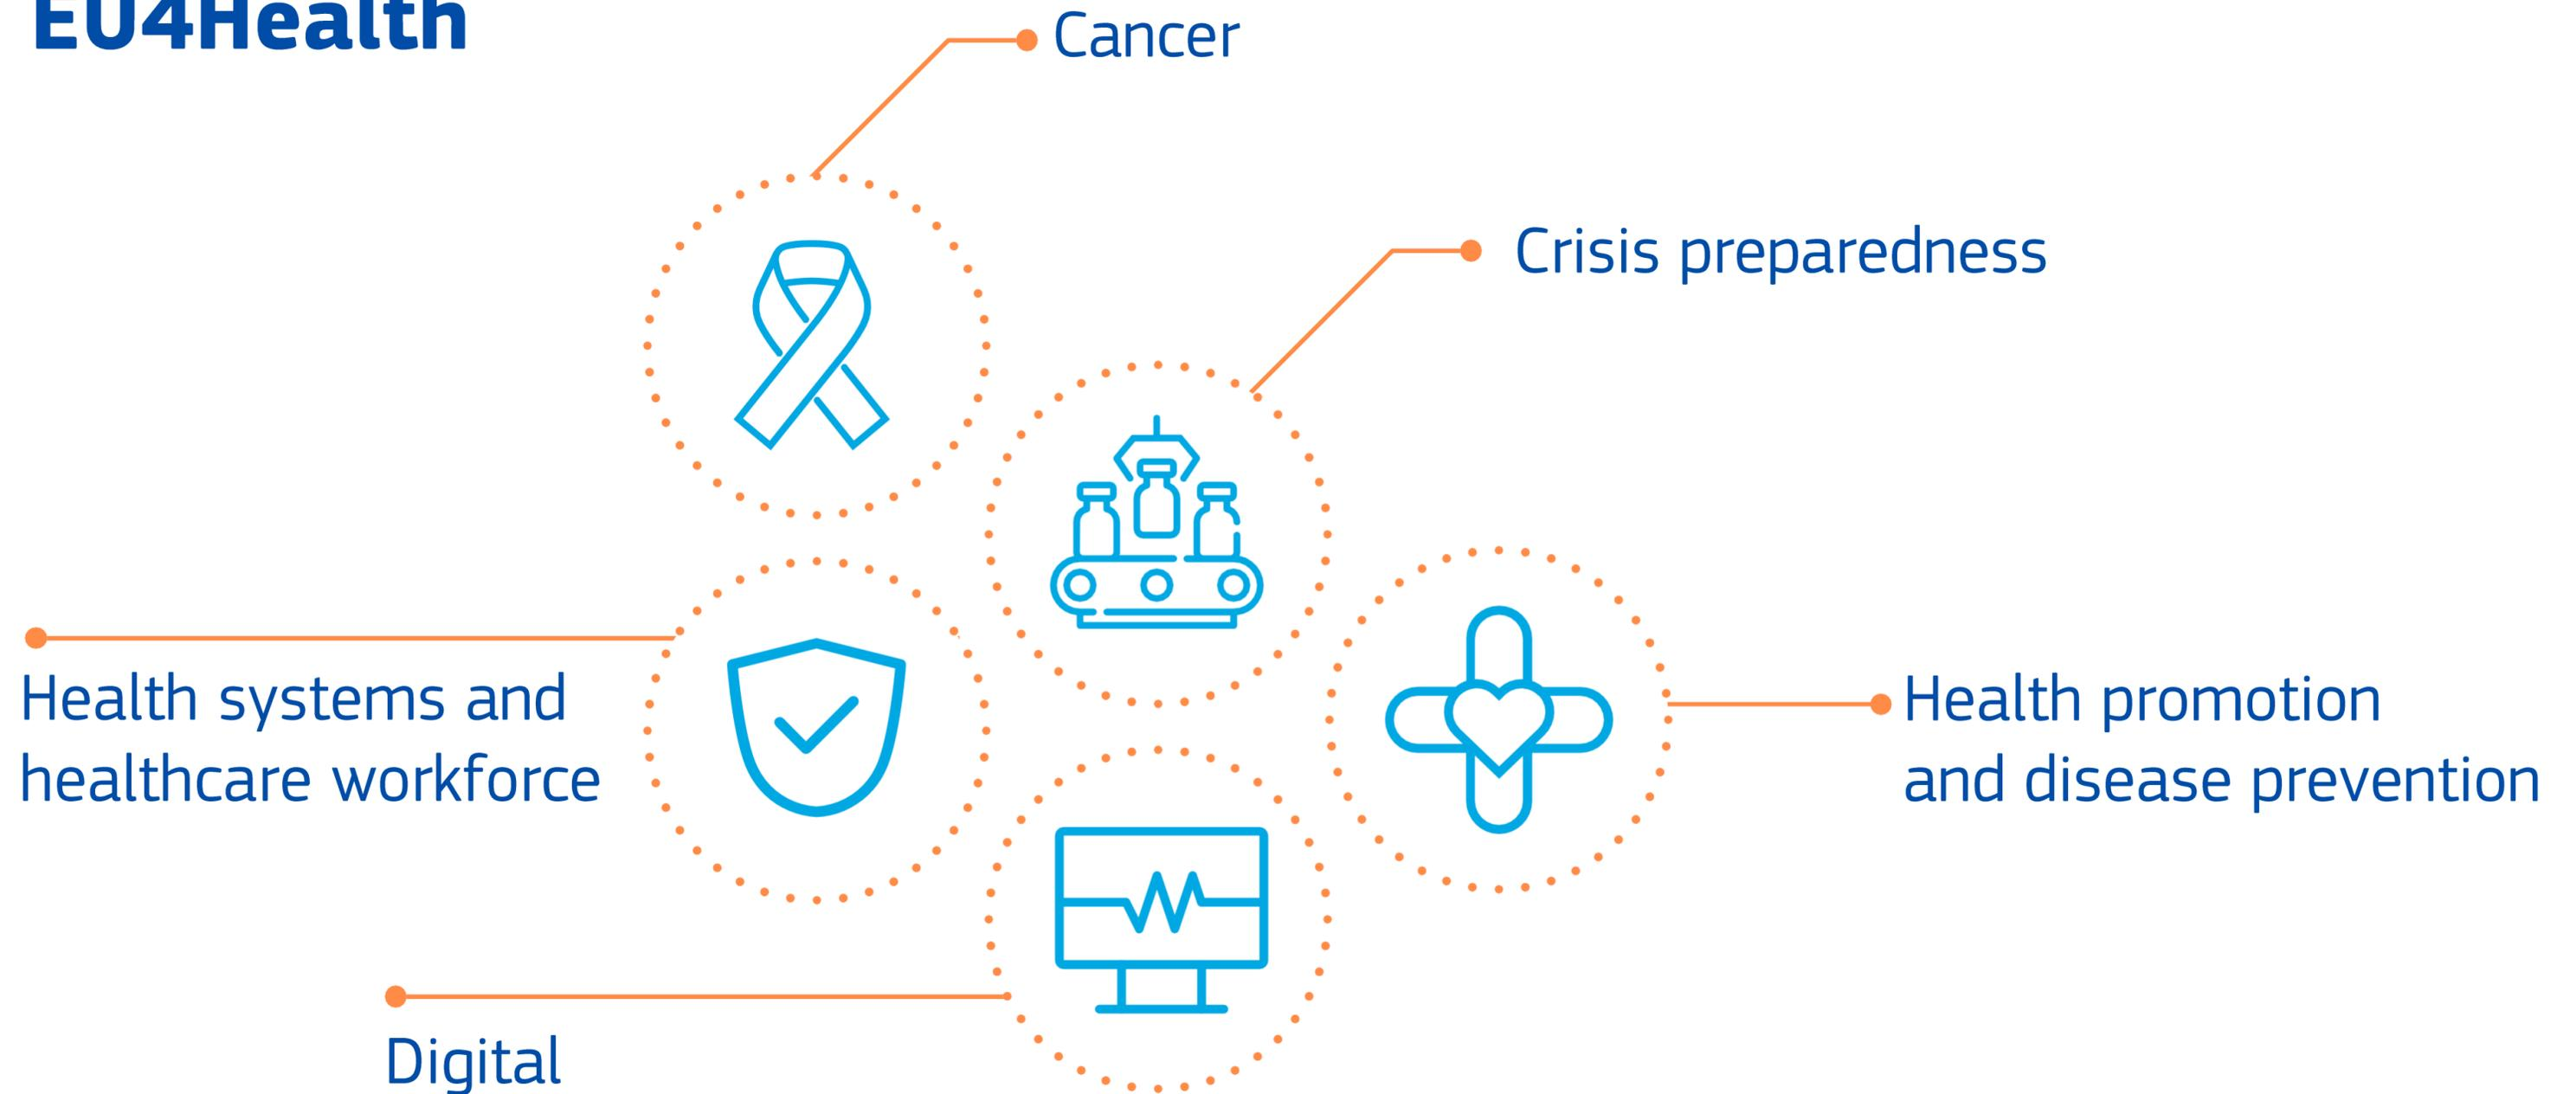 EU4Health
Cancer
Crisis preparedness
Health systems and
healthcare workforce
Health promotion
and disease prevention
Digital